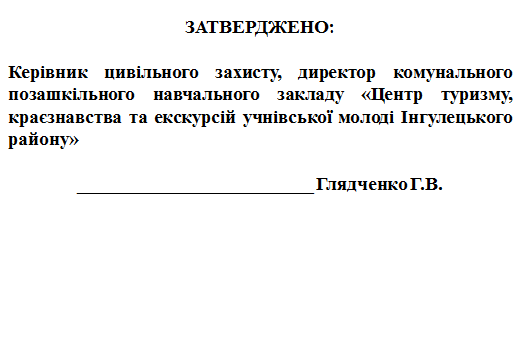 ЗАТВЕРДЖЕНО:
Керівник цивільного захисту, директор комунального
позашкільного навчального закладу «Центр туризму,
краєзнавства та екскурсій учнівської молоді Інгулецького
району»
_________________________ Глядченко Г.В.